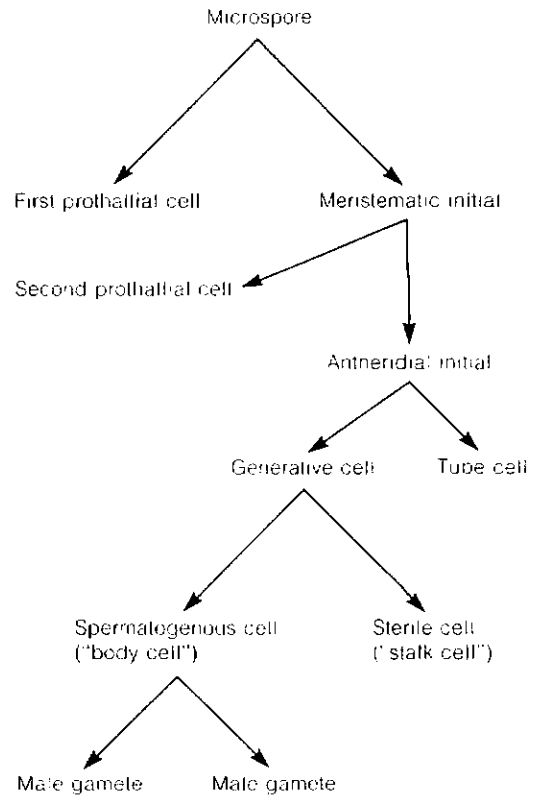 Microspore
First prothallial cell
Meristematic initial
Second prothallial cell
Antheridial initial
Generative cell
Tube cell
Spermatogenous cell
("body cell")
Sterile cell
("stalk cell")
Male gamete
Male gamete